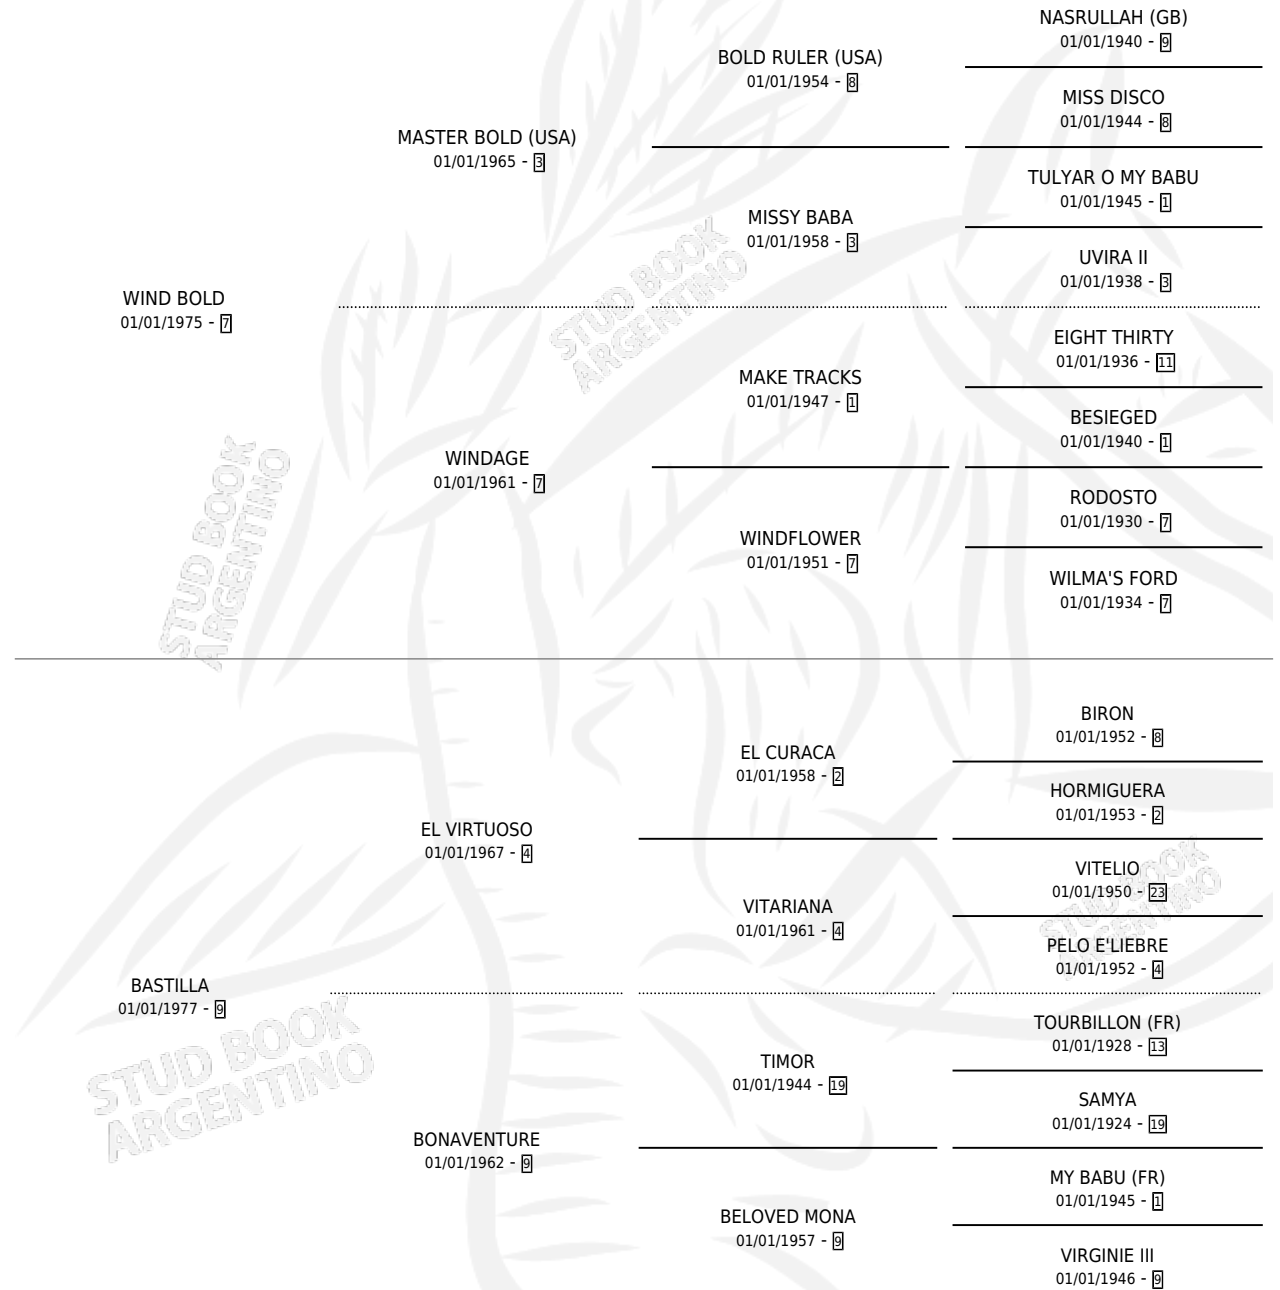 NASRULLAH (GB)
01/01/1940 - 9
BOLD RULER (USA)
01/01/1954 - 8
MISS DISCO
01/01/1944 - 8
MASTER BOLD (USA)
01/01/1965 - 3
TULYAR O MY BABU
01/01/1945 - 1
MISSY BABA
01/01/1958 - 3
UVIRA II
01/01/1938 - 3
WIND BOLD
01/01/1975 - 7
EIGHT THIRTY
01/01/1936 - 11
MAKE TRACKS
01/01/1947 - 1
BESIEGED
01/01/1940 - 1
WINDAGE
01/01/1961 - 7
RODOSTO
01/01/1930 - 7
WINDFLOWER
01/01/1951 - 7
WILMA'S FORD
01/01/1934 - 7
BIRON
01/01/1952 - 8
EL CURACA
01/01/1958 - 2
HORMIGUERA
01/01/1953 - 2
EL VIRTUOSO
01/01/1967 - 4
VITELIO
01/01/1950 - 23
VITARIANA
01/01/1961 - 4
PELO E'LIEBRE
01/01/1952 - 4
BASTILLA
01/01/1977 - 9
TOURBILLON (FR)
01/01/1928 - 13
TIMOR
01/01/1944 - 19
SAMYA
01/01/1924 - 19
BONAVENTURE
01/01/1962 - 9
MY BABU (FR)
01/01/1945 - 1
BELOVED MONA
01/01/1957 - 9
VIRGINIE III
01/01/1946 - 9
STUD BOOK
ARGENTINO
STUD BOOK
ARGENTINO
STUD BOOK
ARGENTINO
STUD BOOK
ARGENTINO